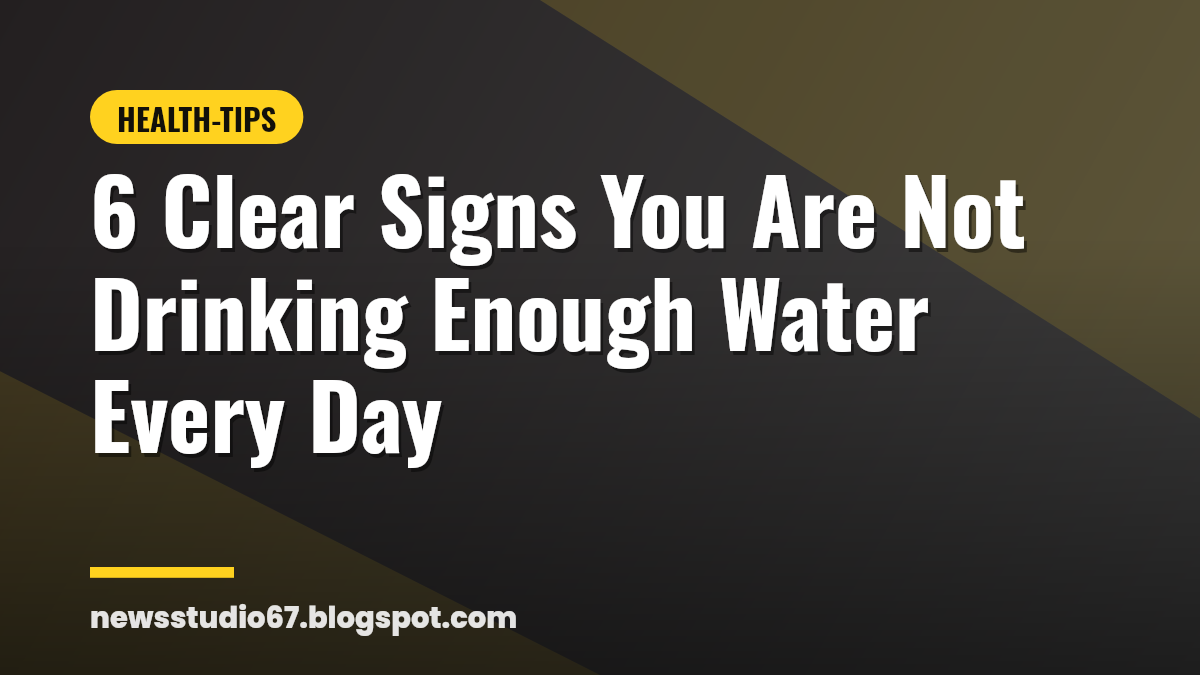 HEALTH-TIPS
6 Clear Signs You Are Not
Drinking Enough Water
Every Day
newsstudio67.blogspot.com